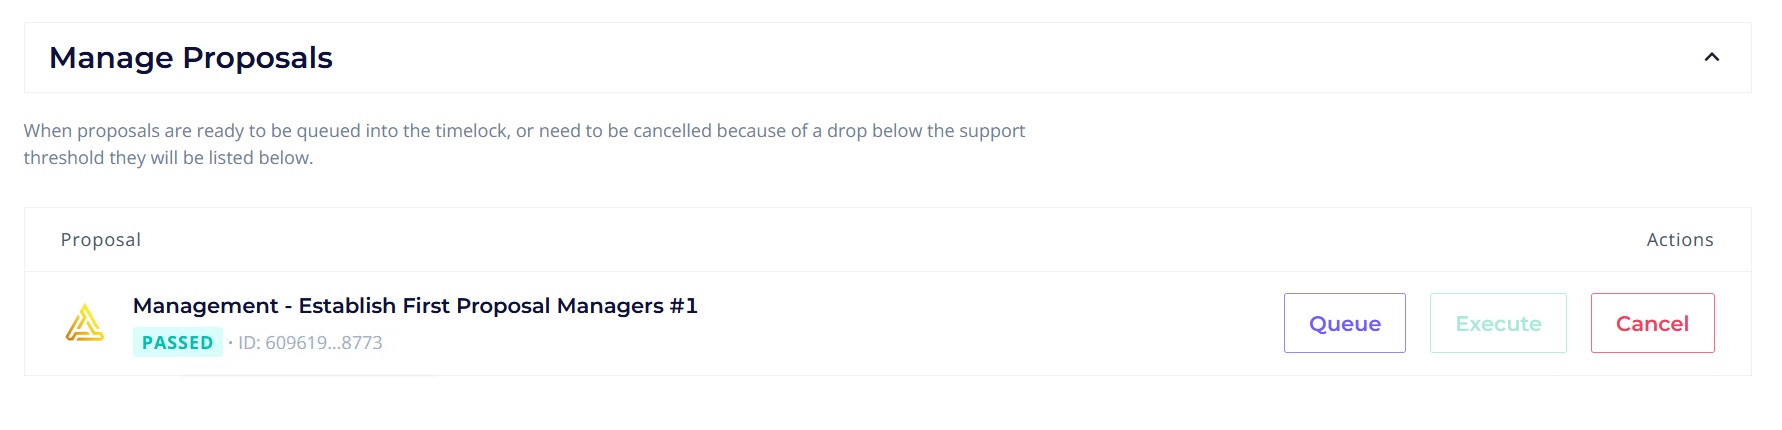 Manage Proposals
When proposals are ready to be queued into the timelock, or need to be cancelled because of a drop below the support
threshold they will be listed below.
Proposal Actions
Management - Establish First Proposal Managers #1
PASSED • ID: 609619...8773
Queue Execute Cancel